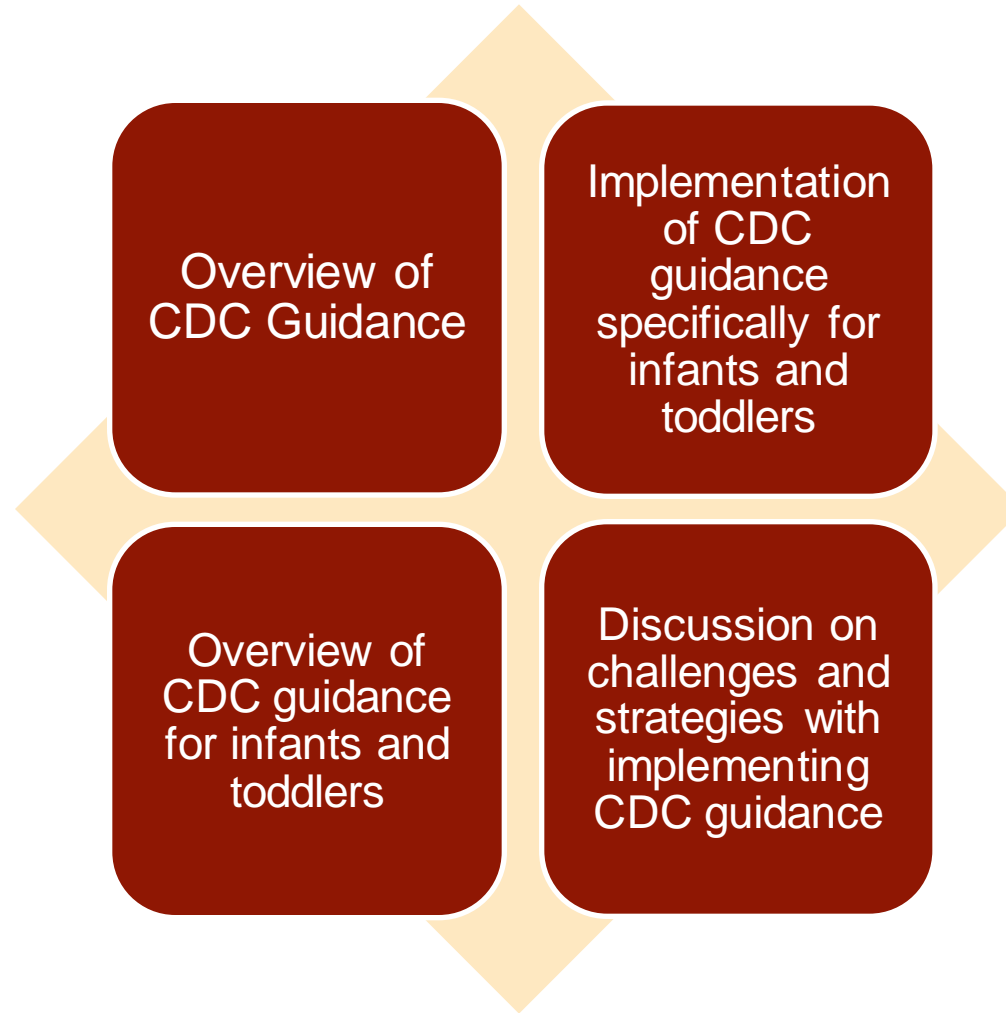 Overview of
CDC Guidance
Implementation
of CDC
guidance
specifically for
infants and
toddlers
Overview of
CDC guidance
for infants and
toddlers
Discussion on
challenges and
strategies with
implementing
CDC guidance